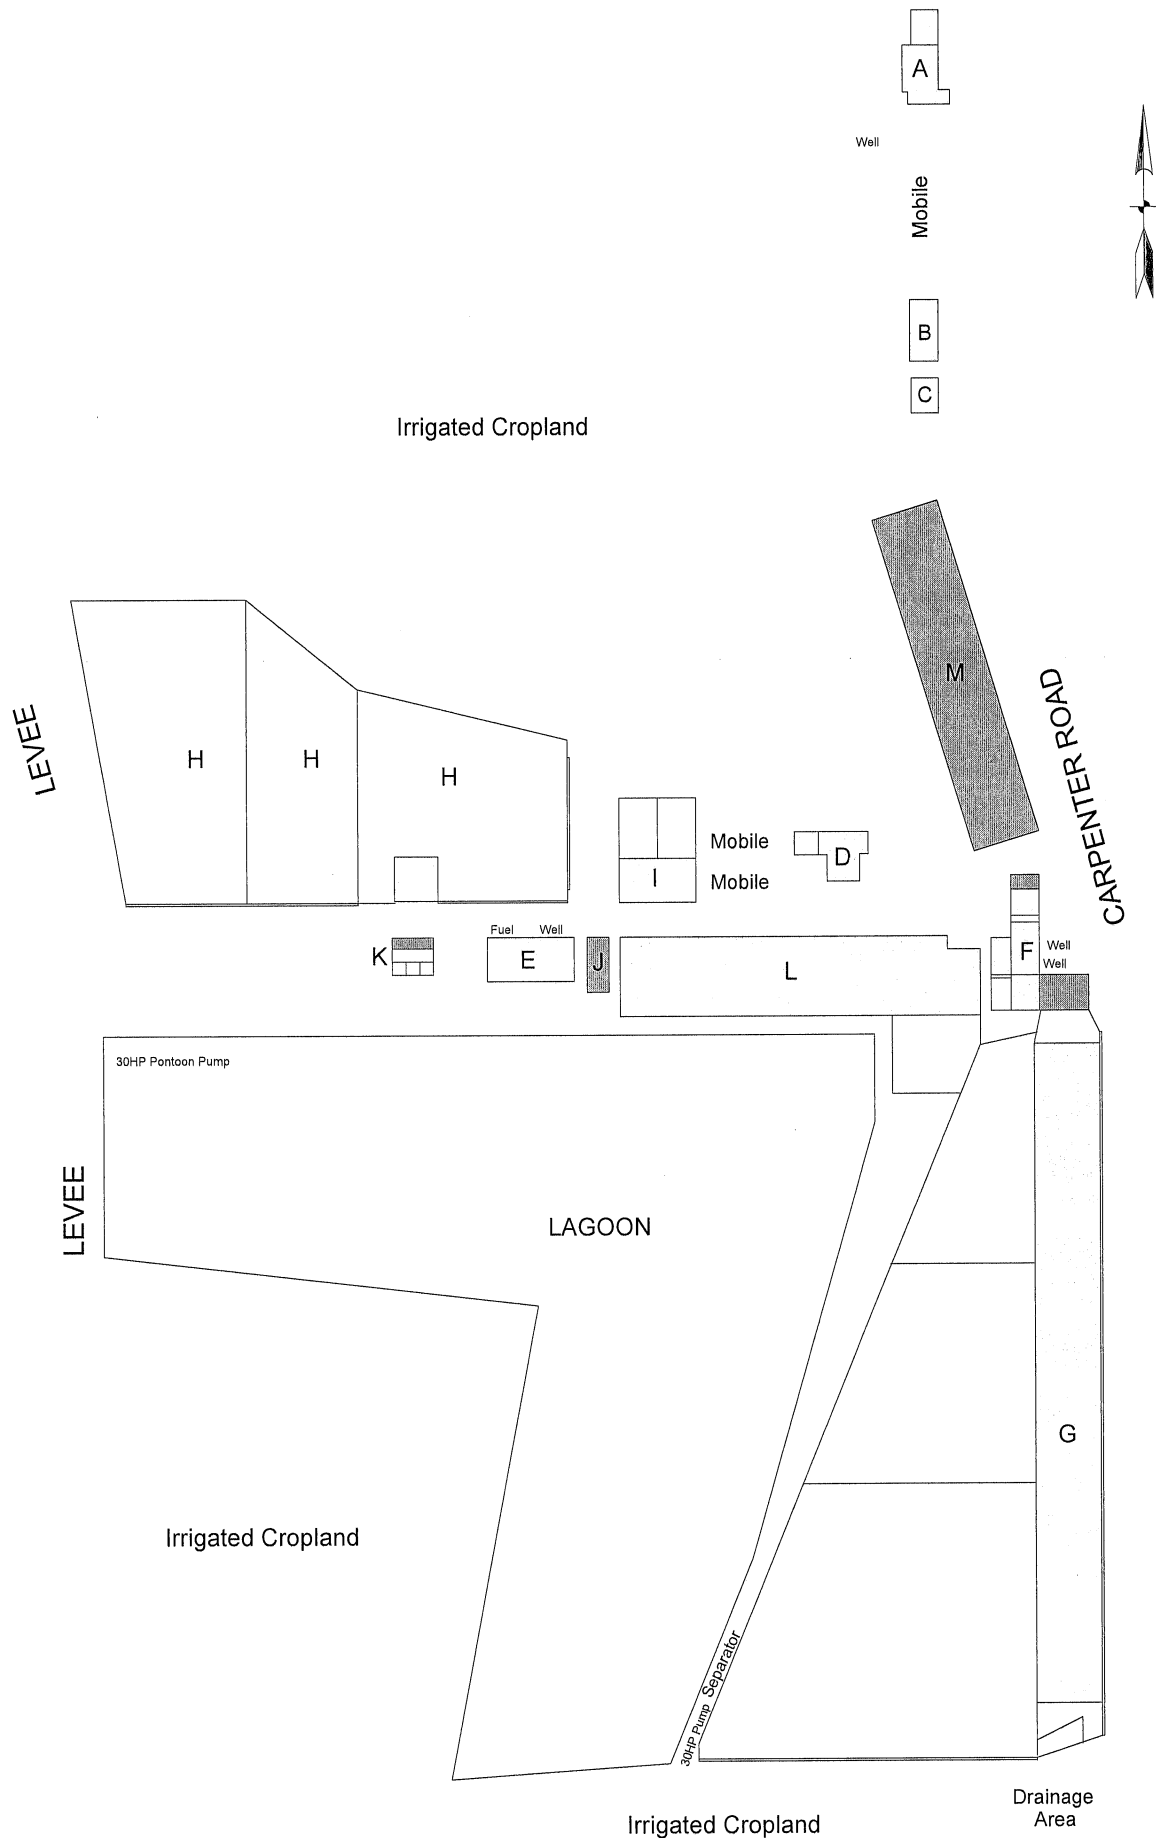 A
Well
Mobile
B
C
Irrigated Cropland
M
CARPENTER ROAD
LEVEE
H
H
H
Mobile
D
I
Mobile
Fuel
Well
K
E
J
L
F
Well
Well
30HP Pontoon Pump
LEVEE
LAGOON
G
Irrigated Cropland
30HP Pump Separator
Drainage
Area
Irrigated Cropland